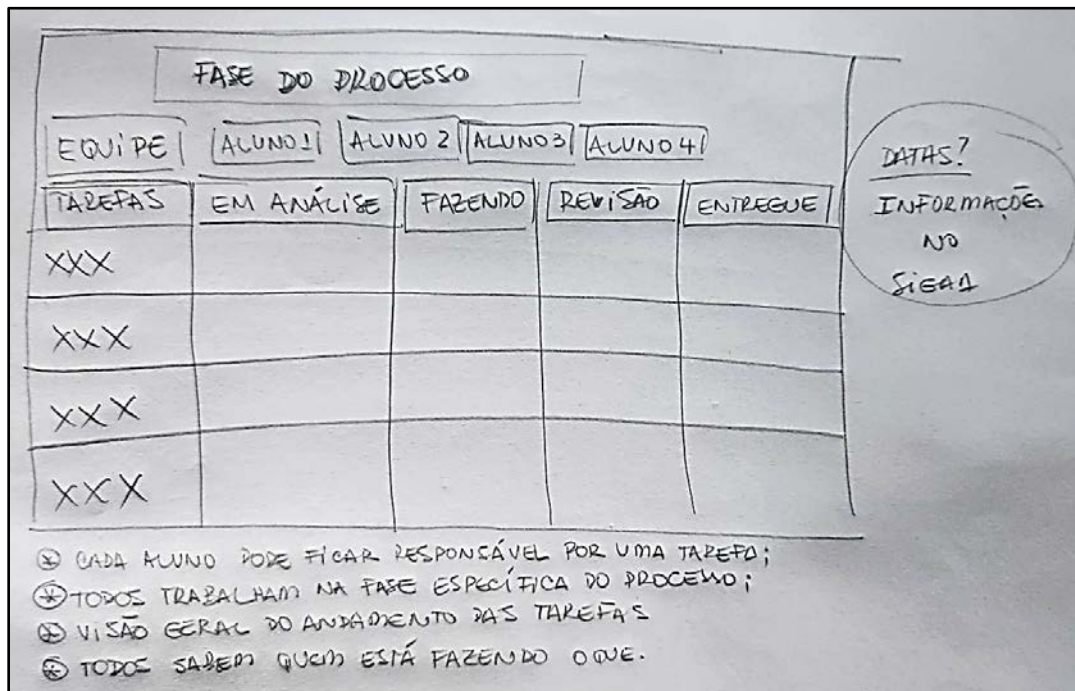 FASE DO PROCESSO
EQUIPE ALUNO 1 ALUNO 2 ALUNO 3 ALUNO 4
TAREFAS EM ANÁLISE FAZENDO REVISÃO ENTREGUE
XXX
XXX
XXX
XXX
DATAS?
INFORMAÇÕES
NO
SIGAA
* CADA ALUNO PODE FICAR RESPONSÁVEL POR UMA TAREFA;
* TODOS TRABALHAM NA FASE ESPECÍFICA DO PROCESSO;
* VISÃO GERAL DO ANDAMENTO DAS TAREFAS
* TODOS SABEM QUEM ESTÁ FAZENDO O QUE.